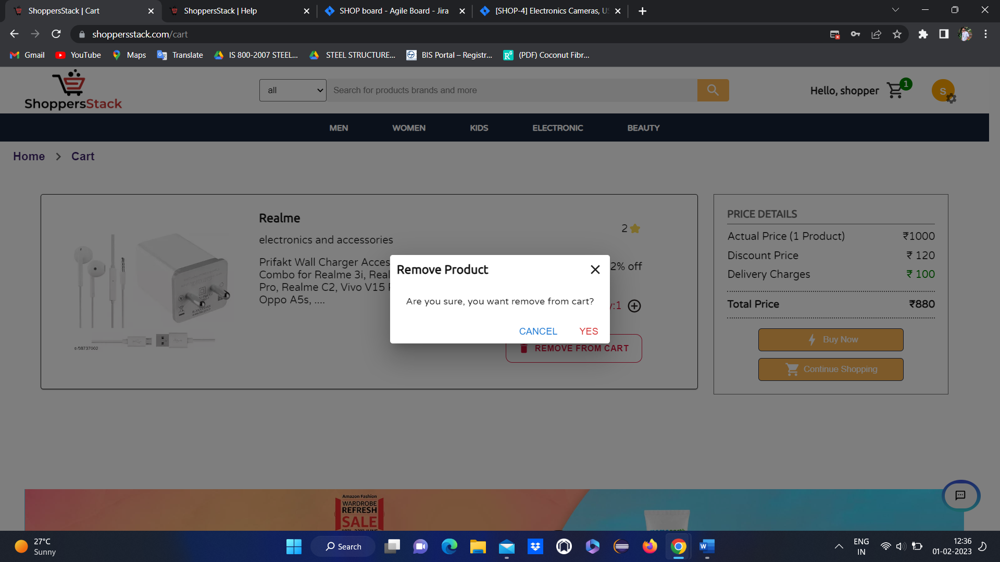 ShoppersStack | Cart
ShoppersStack | Help
SHOP board - Agile Board - Jira
[SHOP-4] Electronics Cameras, US
shoppersstack.com/cart
Gmail
YouTube
Maps
Translate
IS 800-2007 STEEL...
STEEL STRUCTURE...
BIS Portal – Registr...
(PDF) Coconut Fibr...
ShoppersStack
all
Search for products brands and more
Hello, shopper
1
S
MEN
WOMEN
KIDS
ELECTRONIC
BEAUTY
Home > Cart
Realme
2
electronics and accessories
Prifakt Wall Charger Acces
Combo for Realme 3i, Real
Pro, Realme C2, Vivo V15
Oppo A5s, ....
2% off
:1
REMOVE FROM CART
s-58737002
Remove Product
Are you sure, you want remove from cart?
CANCEL
YES
PRICE DETAILS
Actual Price (1 Product) ₹1000
Discount Price ₹ 120
Delivery Charges ₹ 100
Total Price ₹880
Buy Now
Continue Shopping
Amazon Fashion
WARDROBE
REFRESH
SALE
27°C
Sunny
Search
ENG
IN
12:36
01-02-2023